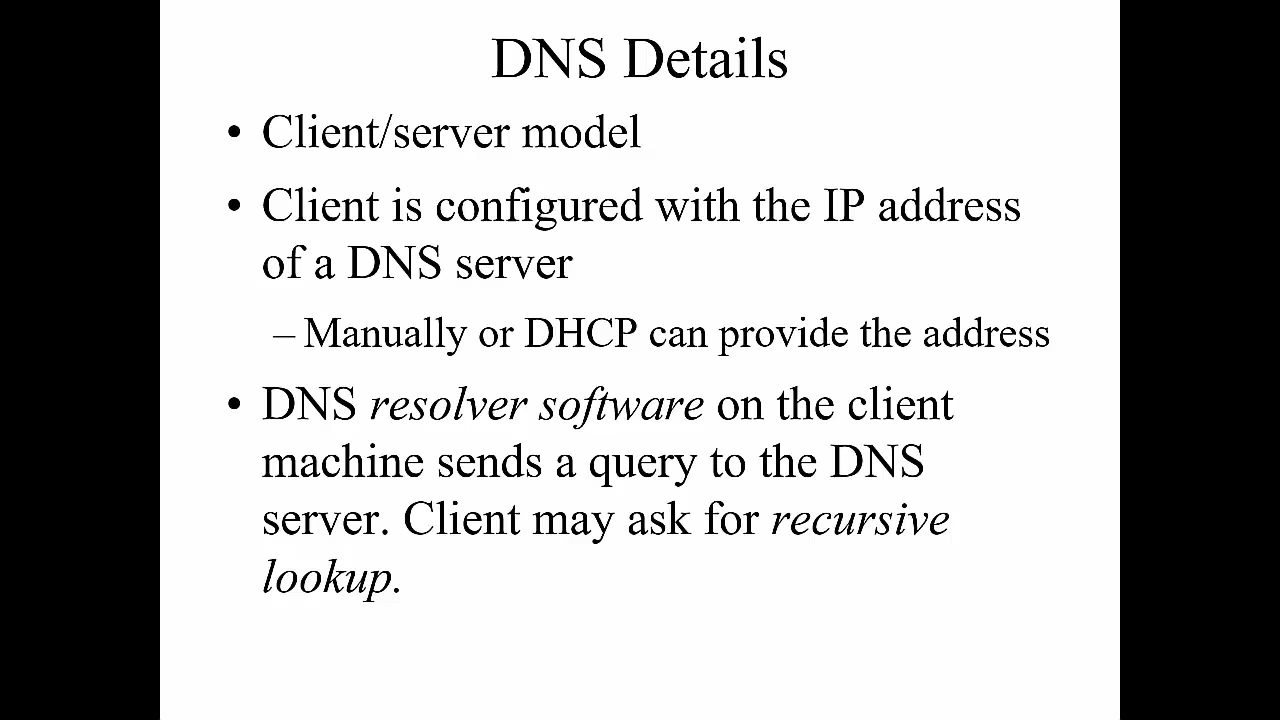 DNS Details
• Client/server model
• Client is configured with the IP address
of a DNS server
– Manually or DHCP can provide the address
• DNS resolver software on the client
machine sends a query to the DNS
server. Client may ask for recursive
lookup.